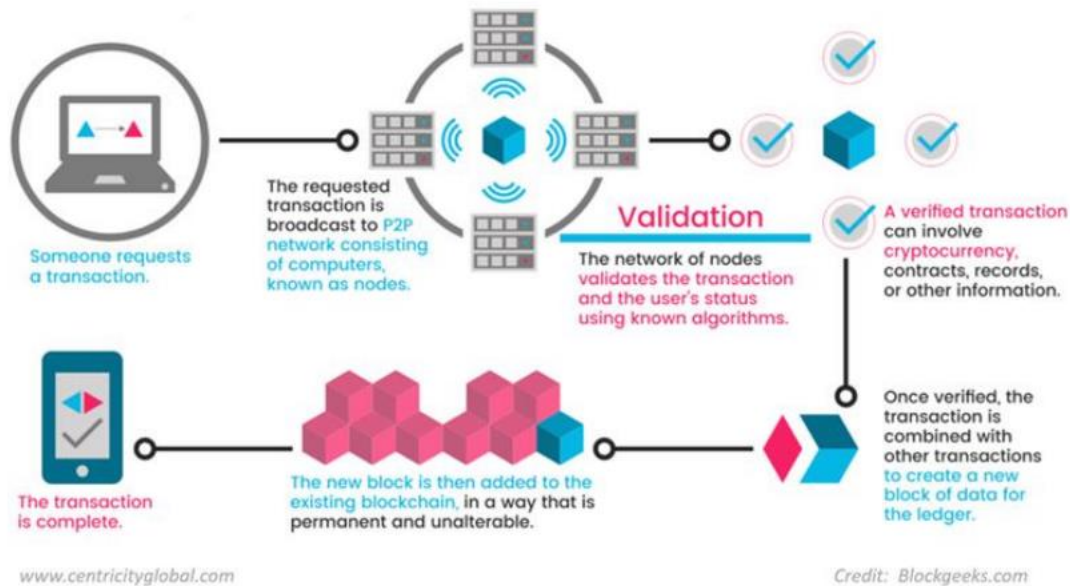 Someone requests
a transaction.
The requested
transaction is
broadcast to P2P
network consisting
of computers,
known as nodes.
Validation
The network of nodes
validates the transaction
and the user's status
using known algorithms.
A verified transaction
can involve
cryptocurrency,
contracts, records,
or other information.
Once verified, the
transaction is
combined with
other transactions
to create a new
block of data for
the ledger.
The new block is then added to the
existing blockchain, in a way that is
permanent and unalterable.
The transaction
is complete.
www.centricityglobal.com
Credit: Blockgeeks.com